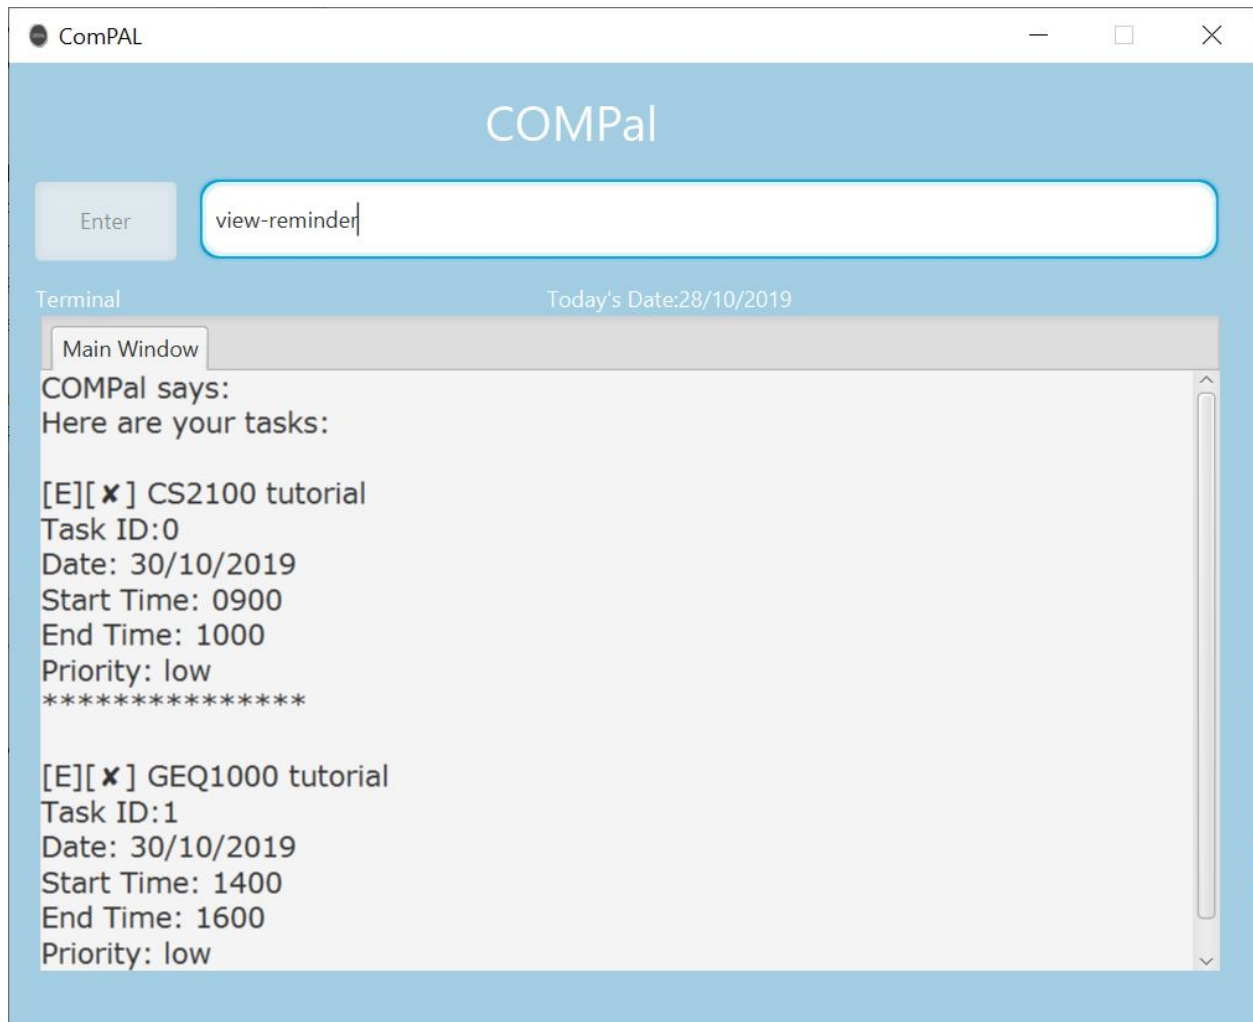 ComPAL
COMPal
Enter
view-reminder
Terminal
Today's Date:28/10/2019
Main Window
COMPal says:
Here are your tasks:
[E][✘] CS2100 tutorial
Task ID:0
Date: 30/10/2019
Start Time: 0900
End Time: 1000
Priority: low
***************
[E][✘] GEQ1000 tutorial
Task ID:1
Date: 30/10/2019
Start Time: 1400
End Time: 1600
Priority: low